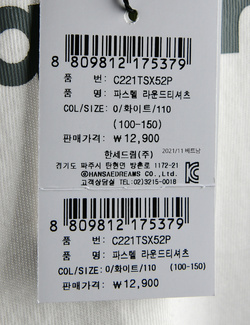 8 809812 175379
품 번: C221TSX52P
품 명: 파스텔 라운드티셔츠
COL/SIZE: 0/화이트/110
(100-150)
판매가격: ₩ 12,900
한세드림(주) 2021/11 베트남
경기도 파주시 탄현면 방촌로 1172-21
ⓐHANSAEDREAMS CO.,Ltd.
고객상담실 TEL:02)3215-0018
8 809812 175379
품 번: C221TSX52P
품 명: 파스텔 라운드티셔츠
COL/SIZE: 0/화이트/110 (100-150)
판매가격: ₩ 12,900